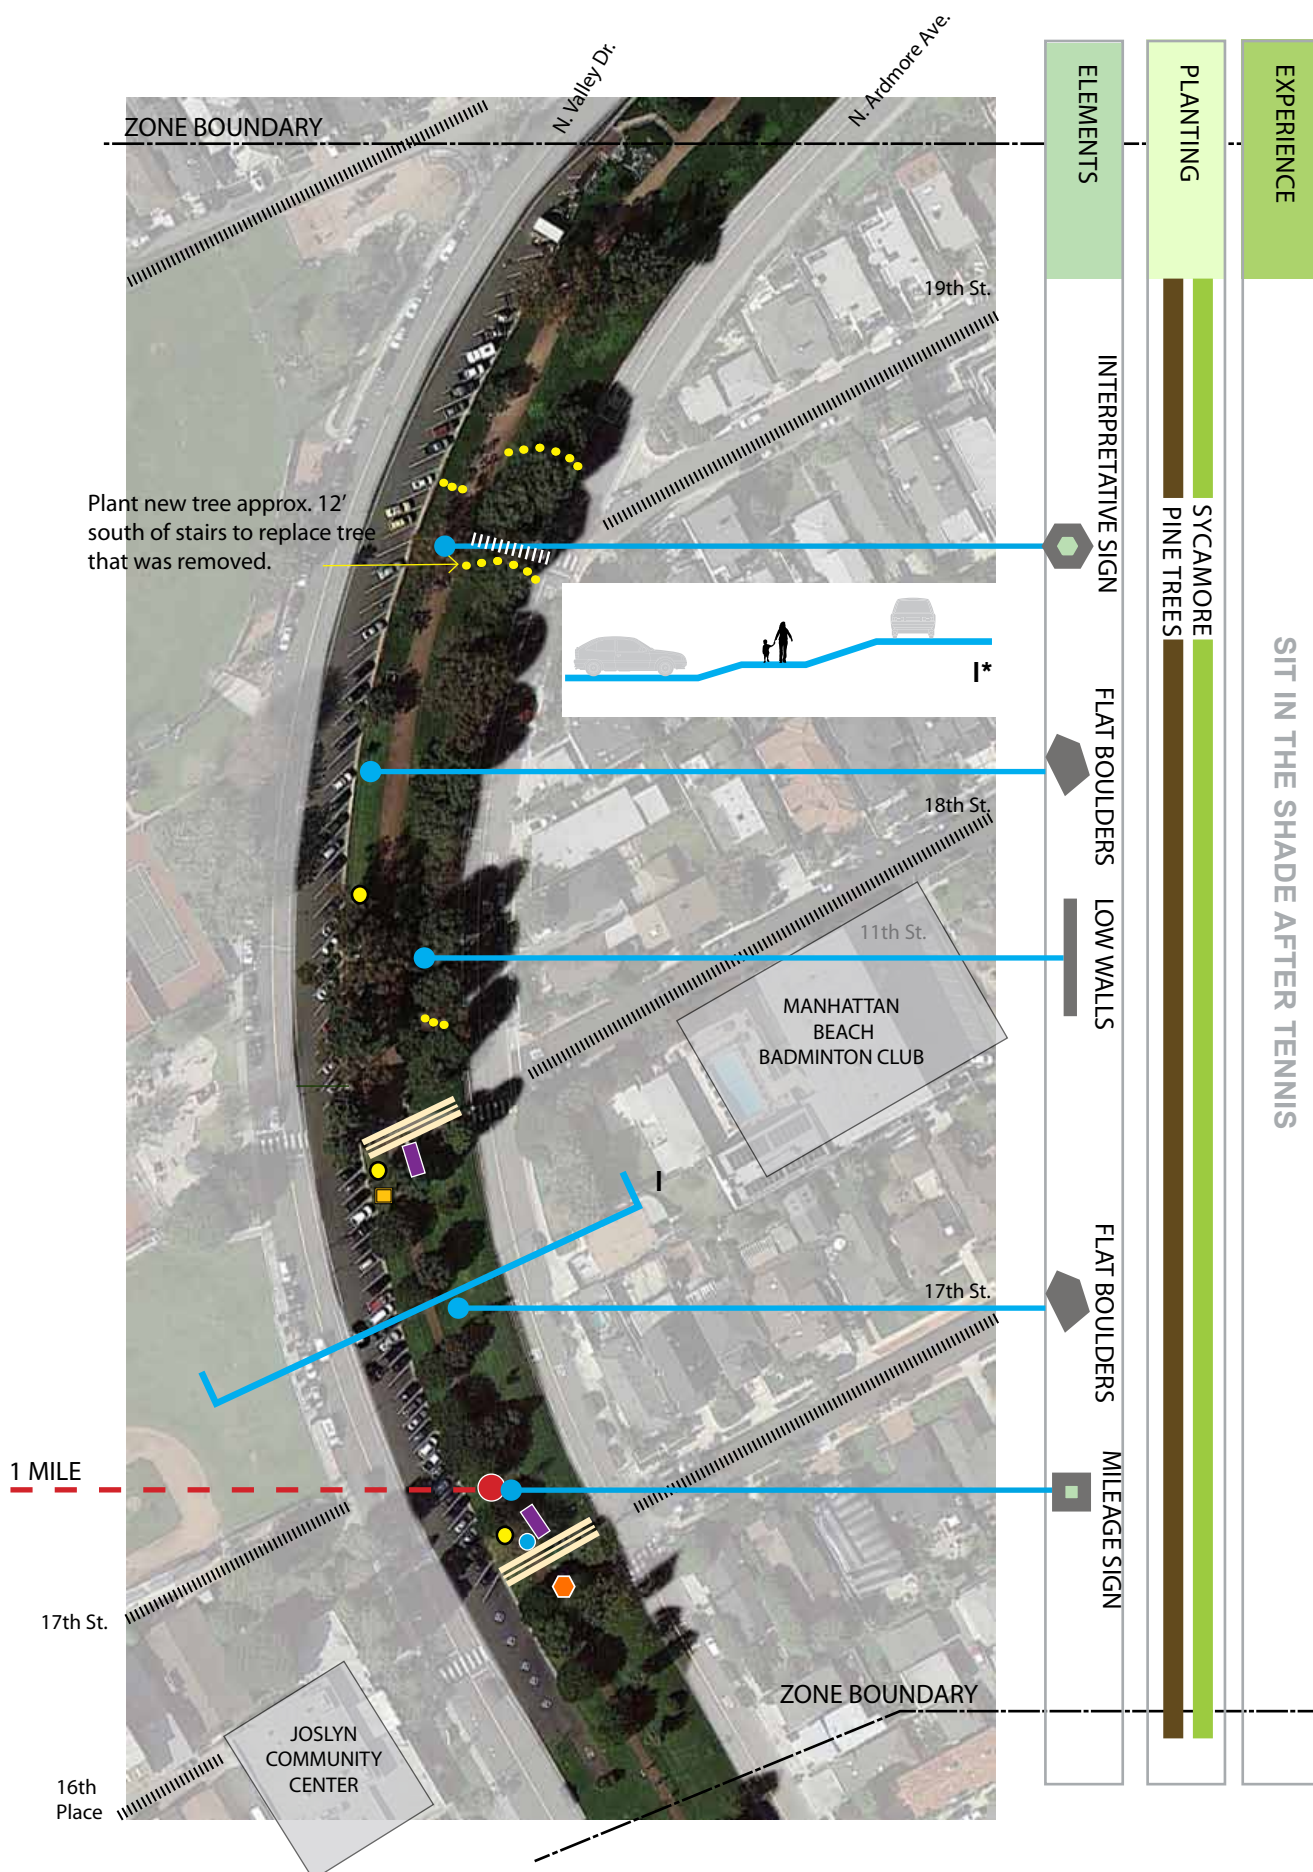 N. Valley Dr.
N. Ardmore Ave.
ZONE BOUNDARY
ELEMENTS
PLANTING
EXPERIENCE
19th St.
INTERPRETATIVE SIGN
Plant new tree approx. 12’
south of stairs to replace tree
that was removed.
SYCAMORE
PINE TREES
I*
SIT IN THE SHADE AFTER TENNIS
FLAT BOULDERS
18th St.
LOW WALLS
11th St.
MANHATTAN
BEACH
BADMINTON CLUB
I
FLAT BOULDERS
17th St.
1 MILE
MILEAGE SIGN
17th St.
ZONE BOUNDARY
JOSLYN
COMMUNITY
CENTER
16th
Place